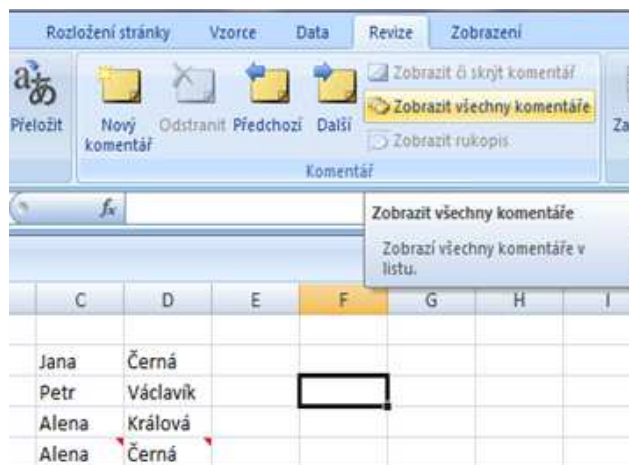 Rozložení stránky Vzorce Data Revize Zobrazení
Přeložit
Nový komentář
Odstranit
Předchozí
Další
Zobrazit či skrýt komentář
Zobrazit všechny komentáře
Zobrazit rukopis
Za
Komentář
fx
Zobrazit všechny komentáře
Zobrazí všechny komentáře v
listu.
C D E F G H I
Jana Černá
Petr Václavík
Alena Králová
Alena Černá